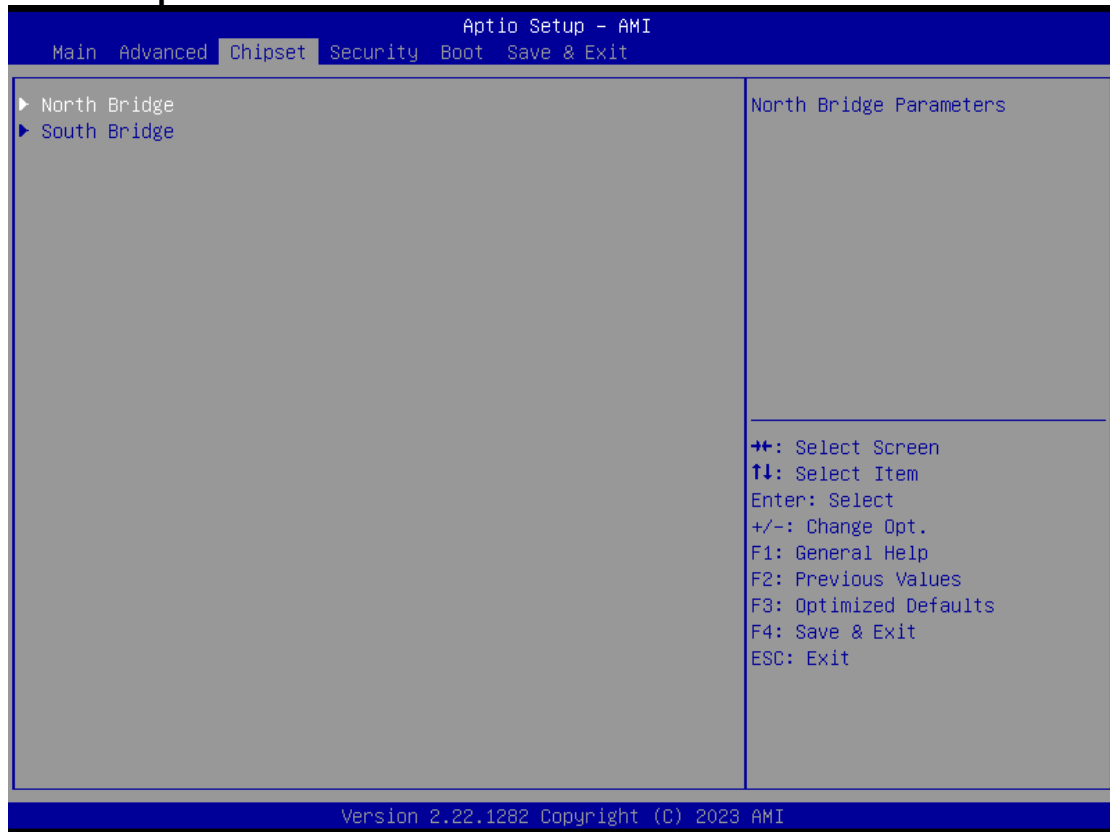 Aptio Setup – AMI
Main Advanced Chipset Security Boot Save & Exit
▶ North Bridge
▶ South Bridge
North Bridge Parameters
→←: Select Screen
↑↓: Select Item
Enter: Select
+/-: Change Opt.
F1: General Help
F2: Previous Values
F3: Optimized Defaults
F4: Save & Exit
ESC: Exit
Version 2.22.1282 Copyright (C) 2023 AMI